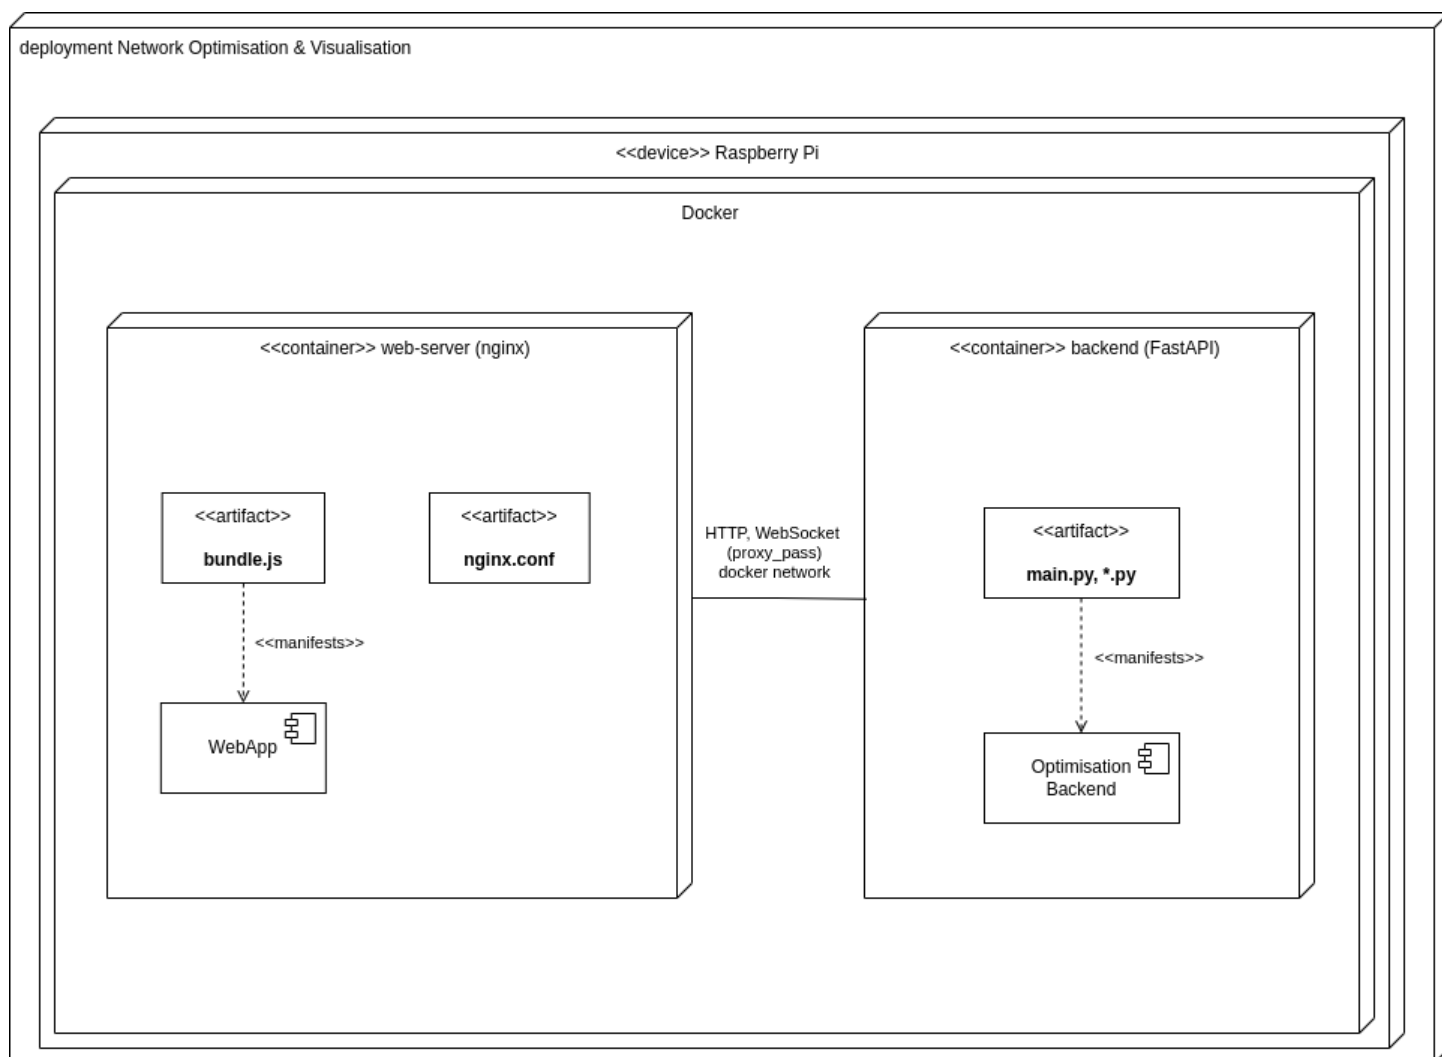 deployment Network Optimisation & Visualisation
<<device>> Raspberry Pi
Docker
<<container>> web-server (nginx)
<<artifact>>
bundle.js
<<manifests>>
WebApp
<<artifact>>
nginx.conf
HTTP, WebSocket
(proxy_pass)
docker network
<<container>> backend (FastAPI)
<<artifact>>
main.py, *.py
<<manifests>>
Optimisation
Backend